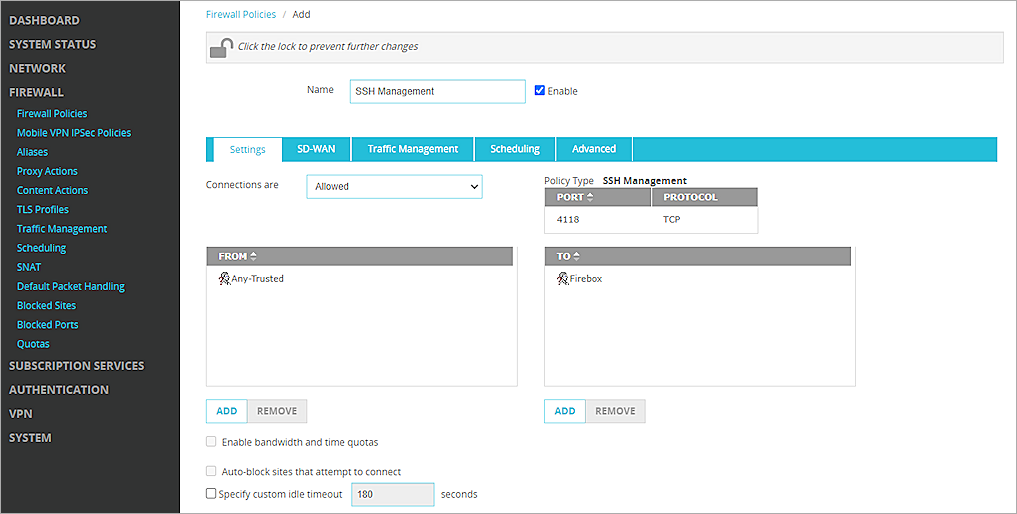 DASHBOARD
SYSTEM STATUS
NETWORK
FIREWALL
Firewall Policies
Mobile VPN IPSec Policies
Aliases
Proxy Actions
Content Actions
TLS Profiles
Traffic Management
Scheduling
SNAT
Default Packet Handling
Blocked Sites
Blocked Ports
Quotas
SUBSCRIPTION SERVICES
AUTHENTICATION
VPN
SYSTEM
Firewall Policies / Add
Click the lock to prevent further changes
Name SSH Management Enable
Settings SD-WAN Traffic Management Scheduling Advanced
Connections are Allowed
Policy Type SSH Management
PORT PROTOCOL
4118 TCP
FROM
Any-Trusted
TO
Firebox
ADD REMOVE
ADD REMOVE
Enable bandwidth and time quotas
Auto-block sites that attempt to connect
Specify custom idle timeout 180 seconds